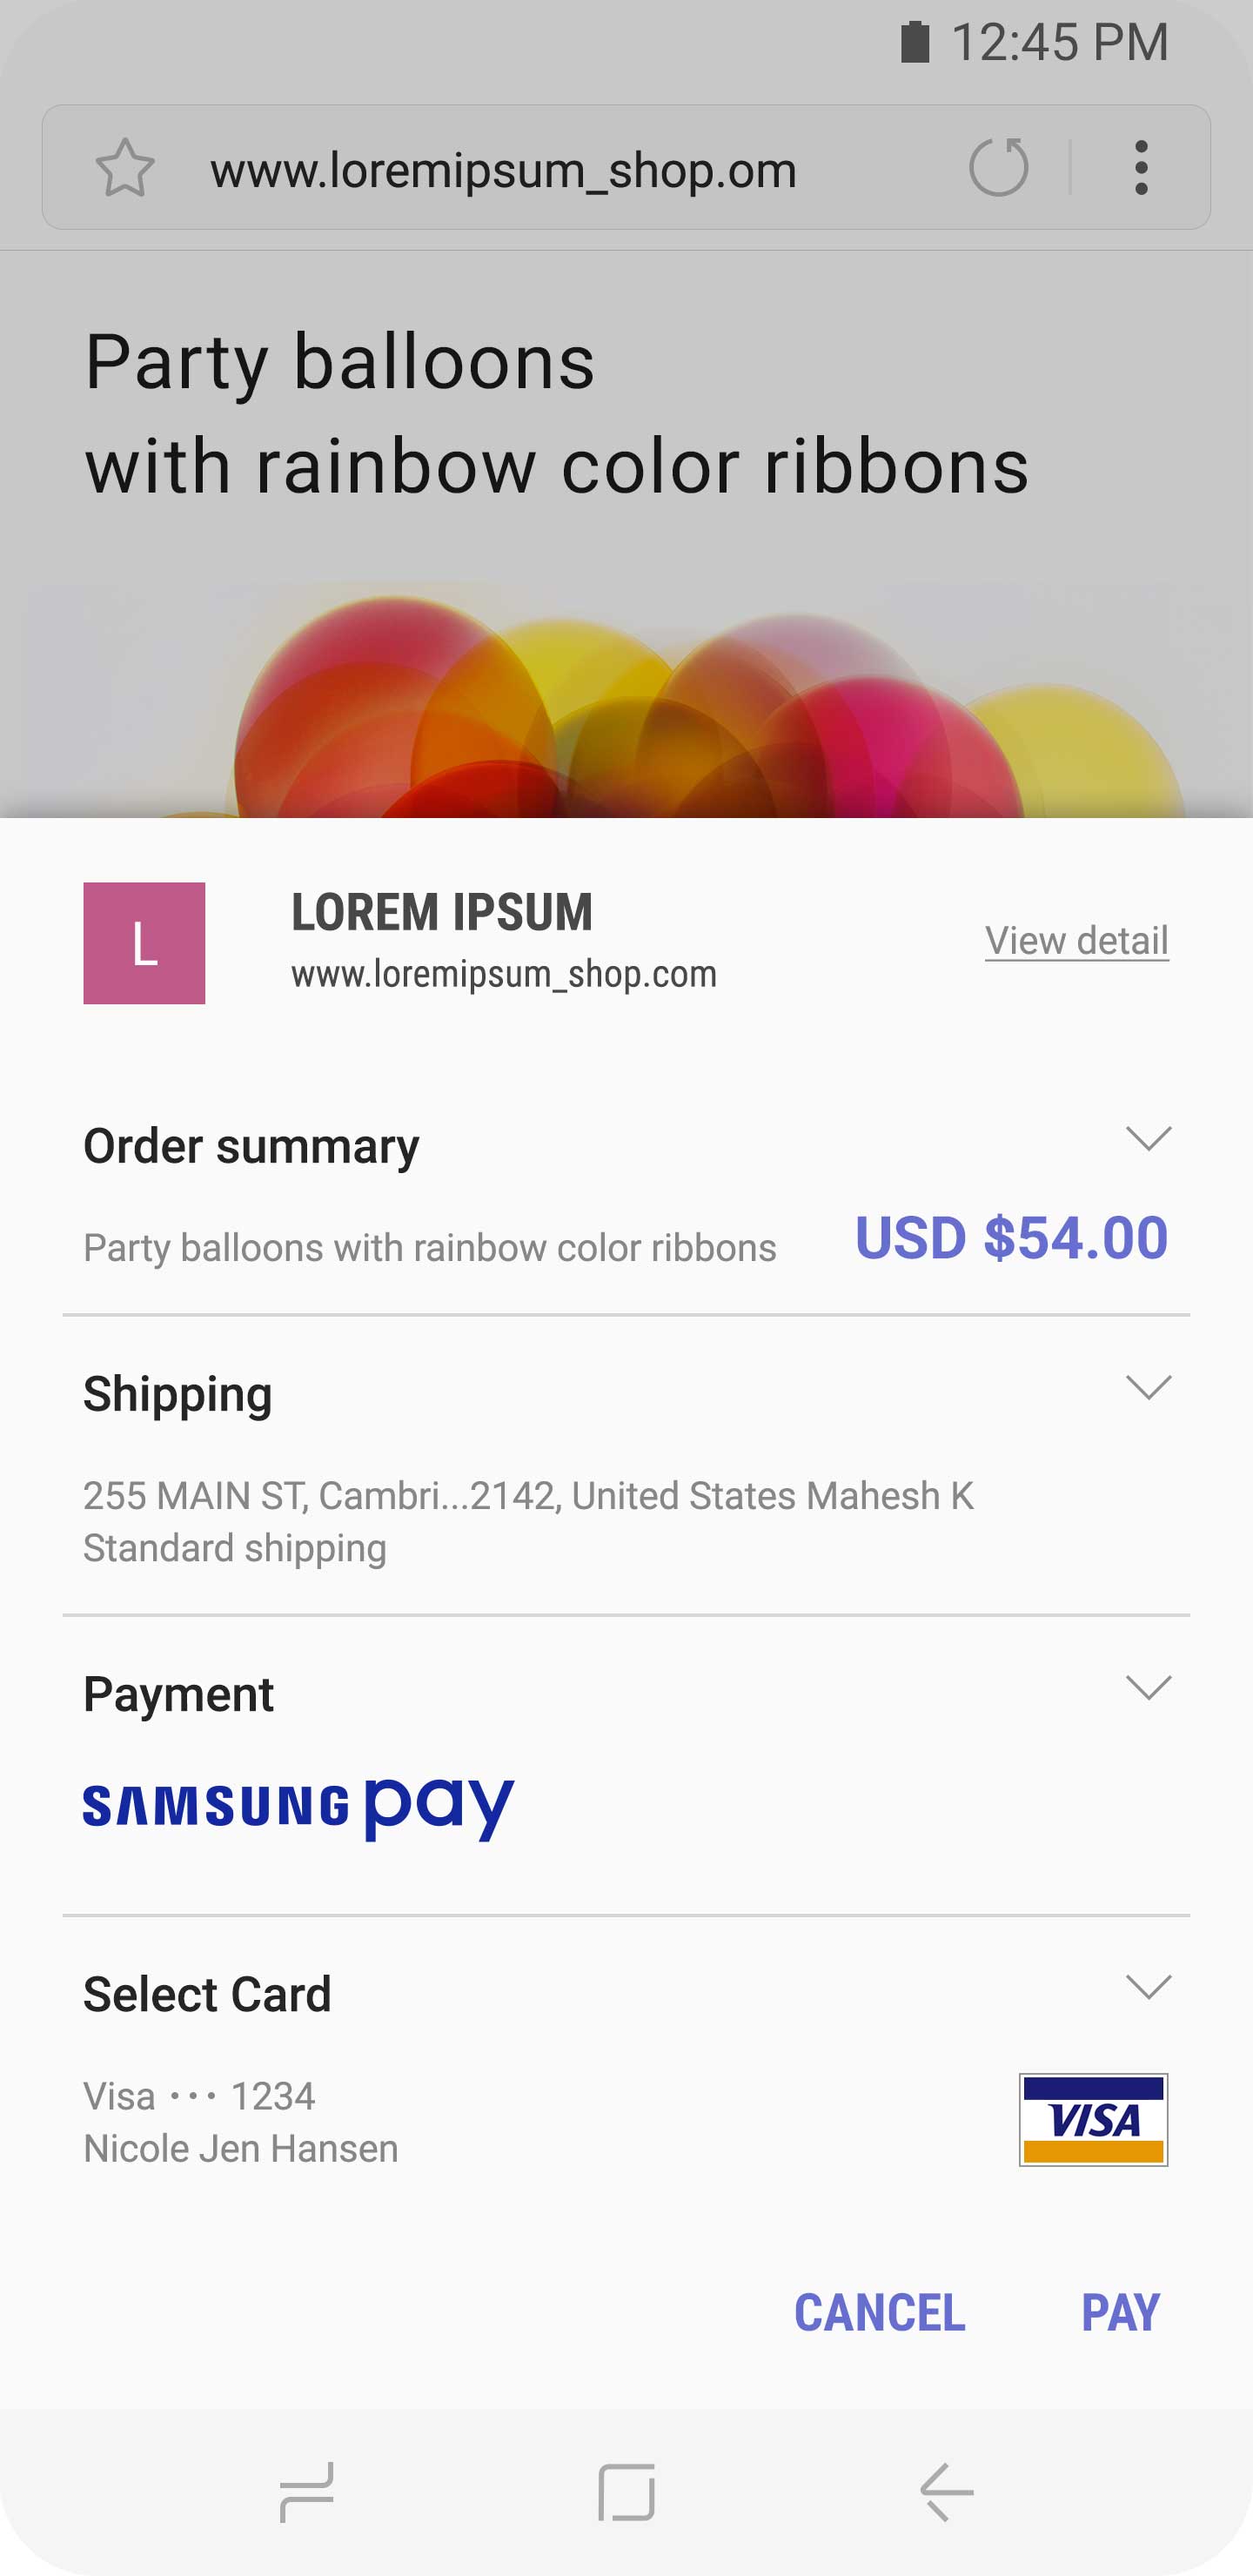 12:45 PM
www.loremipsum_shop.om
Party balloons
with rainbow color ribbons
L
LOREM IPSUM
www.loremipsum_shop.com
View detail
Order summary
Party balloons with rainbow color ribbons
USD $54.00
Shipping
255 MAIN ST, Cambri...2142, United States Mahesh K
Standard shipping
Payment
SAMSUNG pay
Select Card
Visa ••• 1234
Nicole Jen Hansen
VISA
CANCEL
PAY